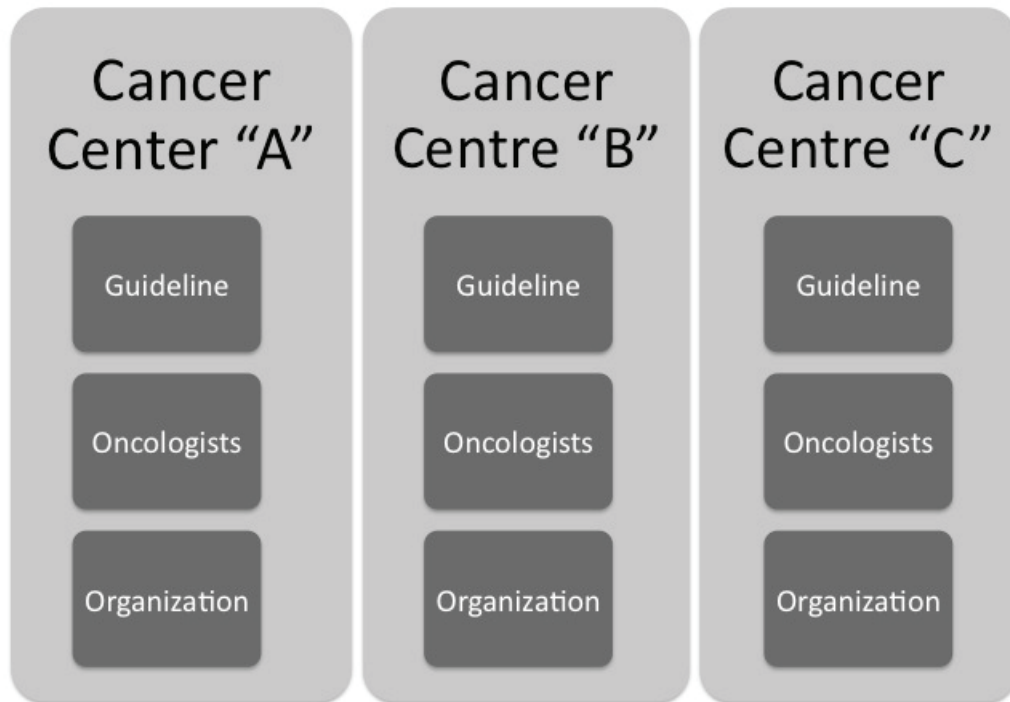 Cancer
Center “A”
Guideline
Oncologists
Organization
Cancer
Centre “B”
Guideline
Oncologists
Organization
Cancer
Centre “C”
Guideline
Oncologists
Organization